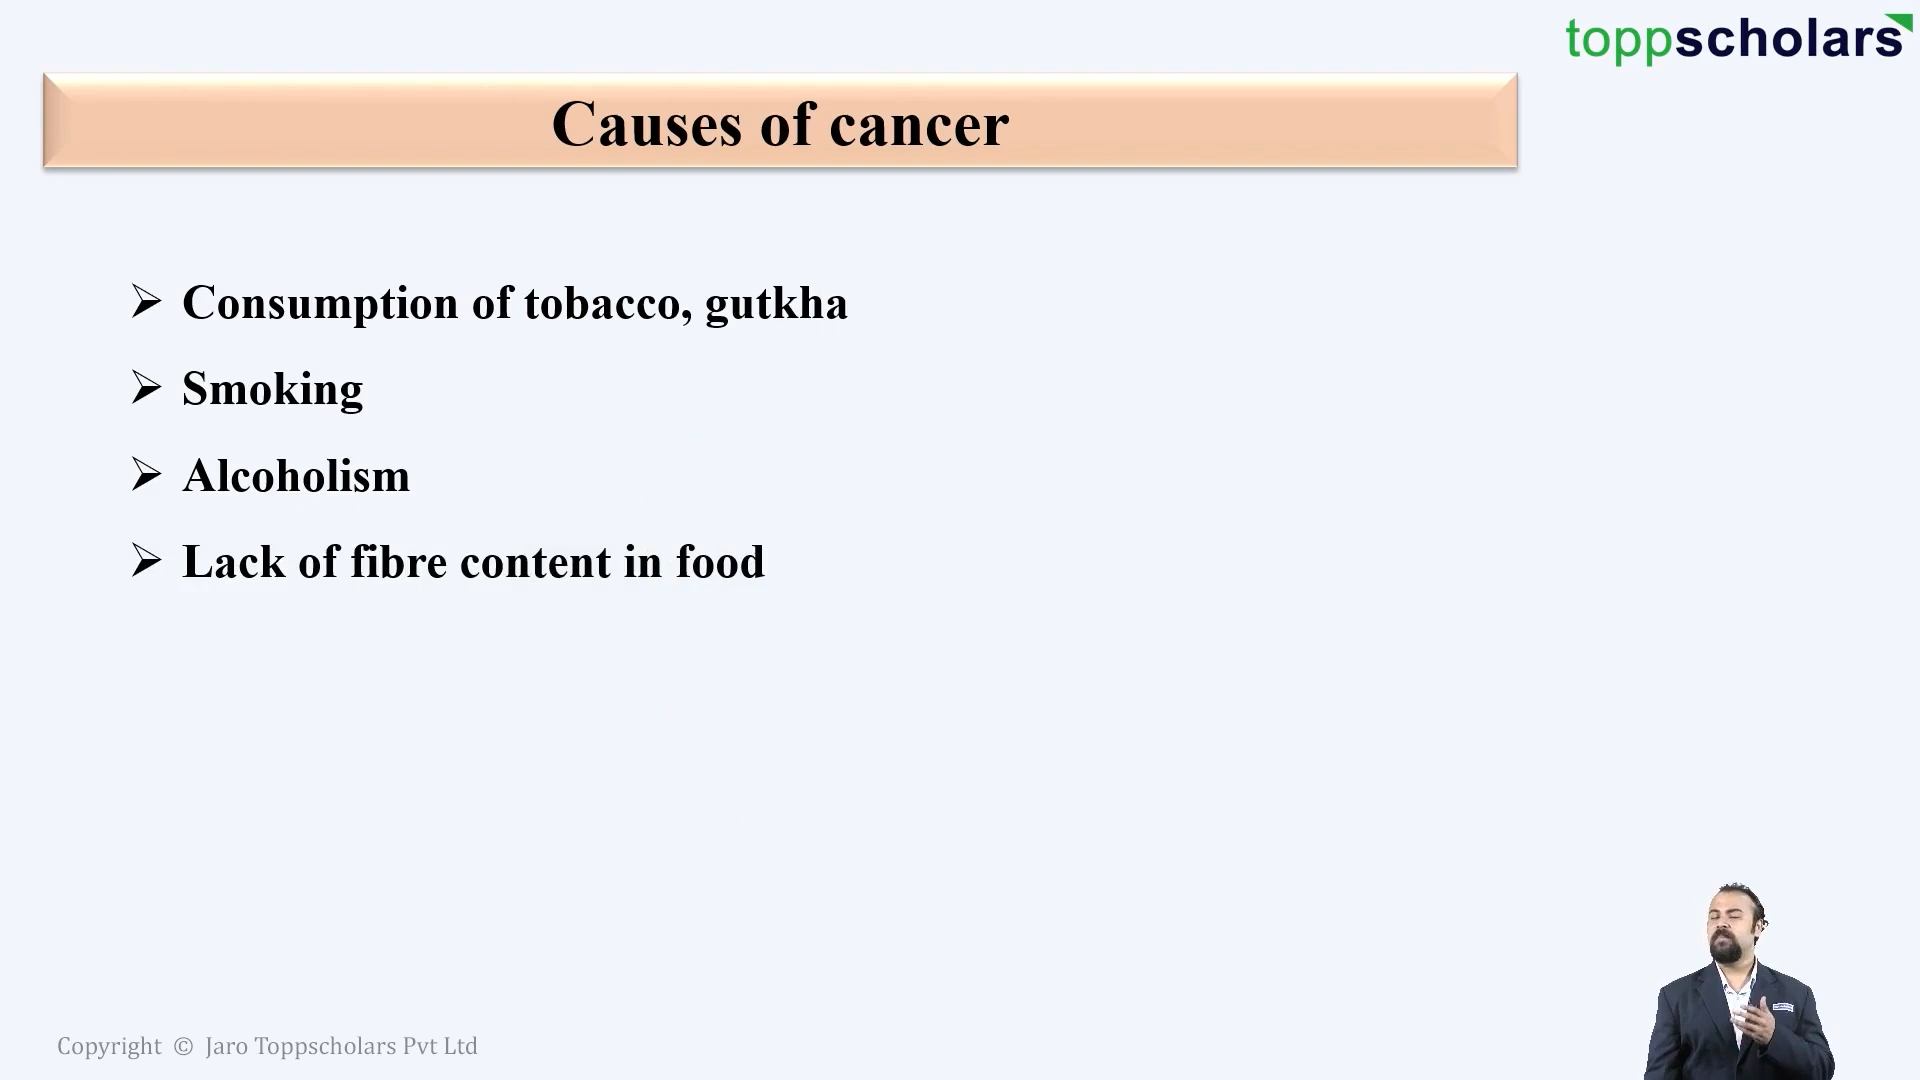 toppscholars
Causes of cancer
Consumption of tobacco, gutkha
Smoking
Alcoholism
Lack of fibre content in food
Copyright © Jaro Toppscholars Pvt Ltd